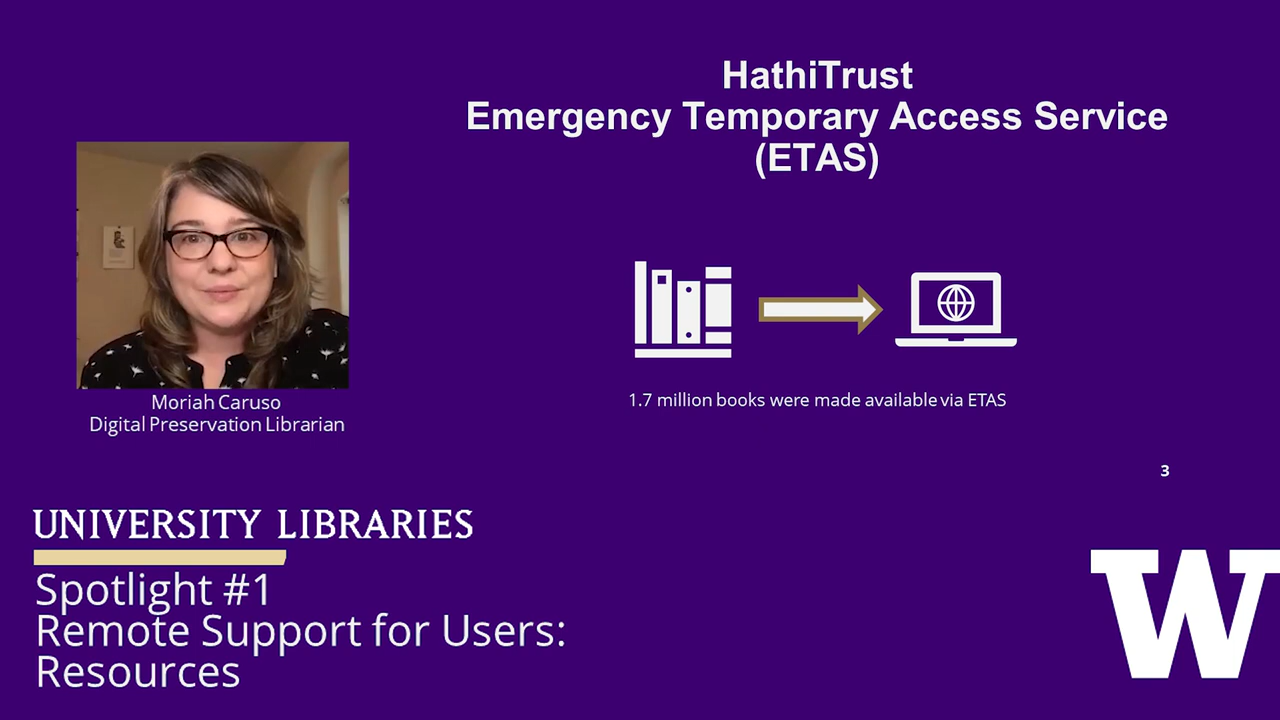 HathiTrust
Emergency Temporary Access Service
(ETAS)
Moriah Caruso
Digital Preservation Librarian
1.7 million books were made available via ETAS
3
UNIVERSITY LIBRARIES
Spotlight #1
Remote Support for Users:
Resources
W